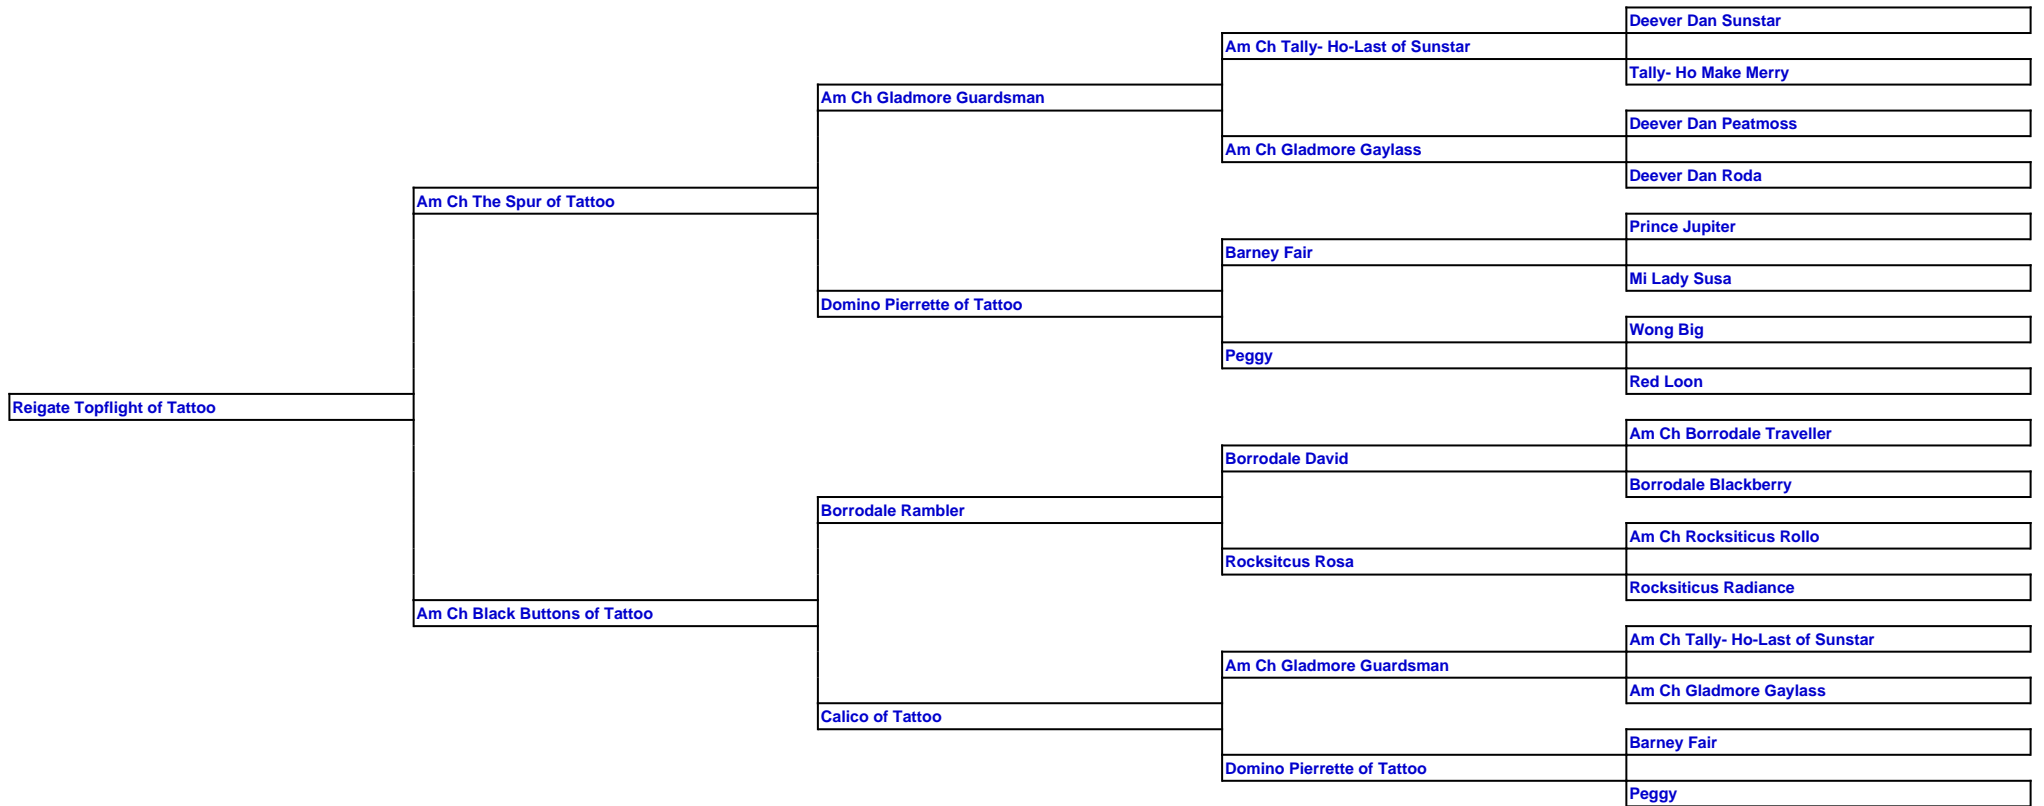 Deever Dan Sunstar
Am Ch Tally- Ho-Last of Sunstar
Tally- Ho Make Merry
Am Ch Gladmore Guardsman
Deever Dan Peatmoss
Am Ch Gladmore Gaylass
Deever Dan Roda
Am Ch The Spur of Tattoo
Prince Jupiter
Barney Fair
Mi Lady Susa
Domino Pierrette of Tattoo
Wong Big
Peggy
Red Loon
Reigate Topflight of Tattoo
Am Ch Borrodale Traveller
Borrodale David
Borrodale Blackberry
Borrodale Rambler
Am Ch Rocksiticus Rollo
Rocksitcus Rosa
Rocksiticus Radiance
Am Ch Black Buttons of Tattoo
Am Ch Tally- Ho-Last of Sunstar
Am Ch Gladmore Guardsman
Am Ch Gladmore Gaylass
Calico of Tattoo
Barney Fair
Domino Pierrette of Tattoo
Peggy